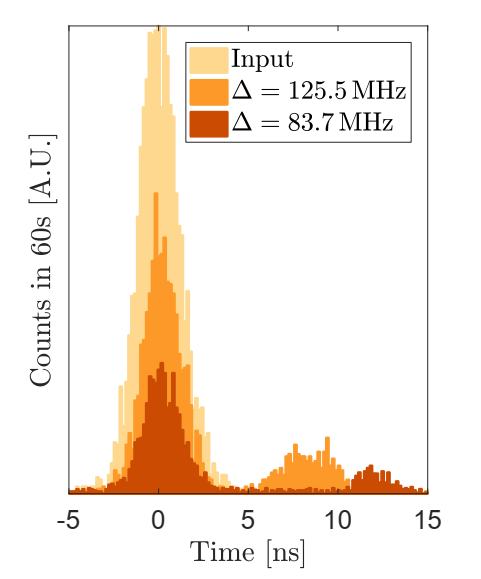 Input
Δ = 125.5 MHz
Δ = 83.7 MHz
Counts in 60s [A.U.]
-5 0 5 10 15
Time [ns]